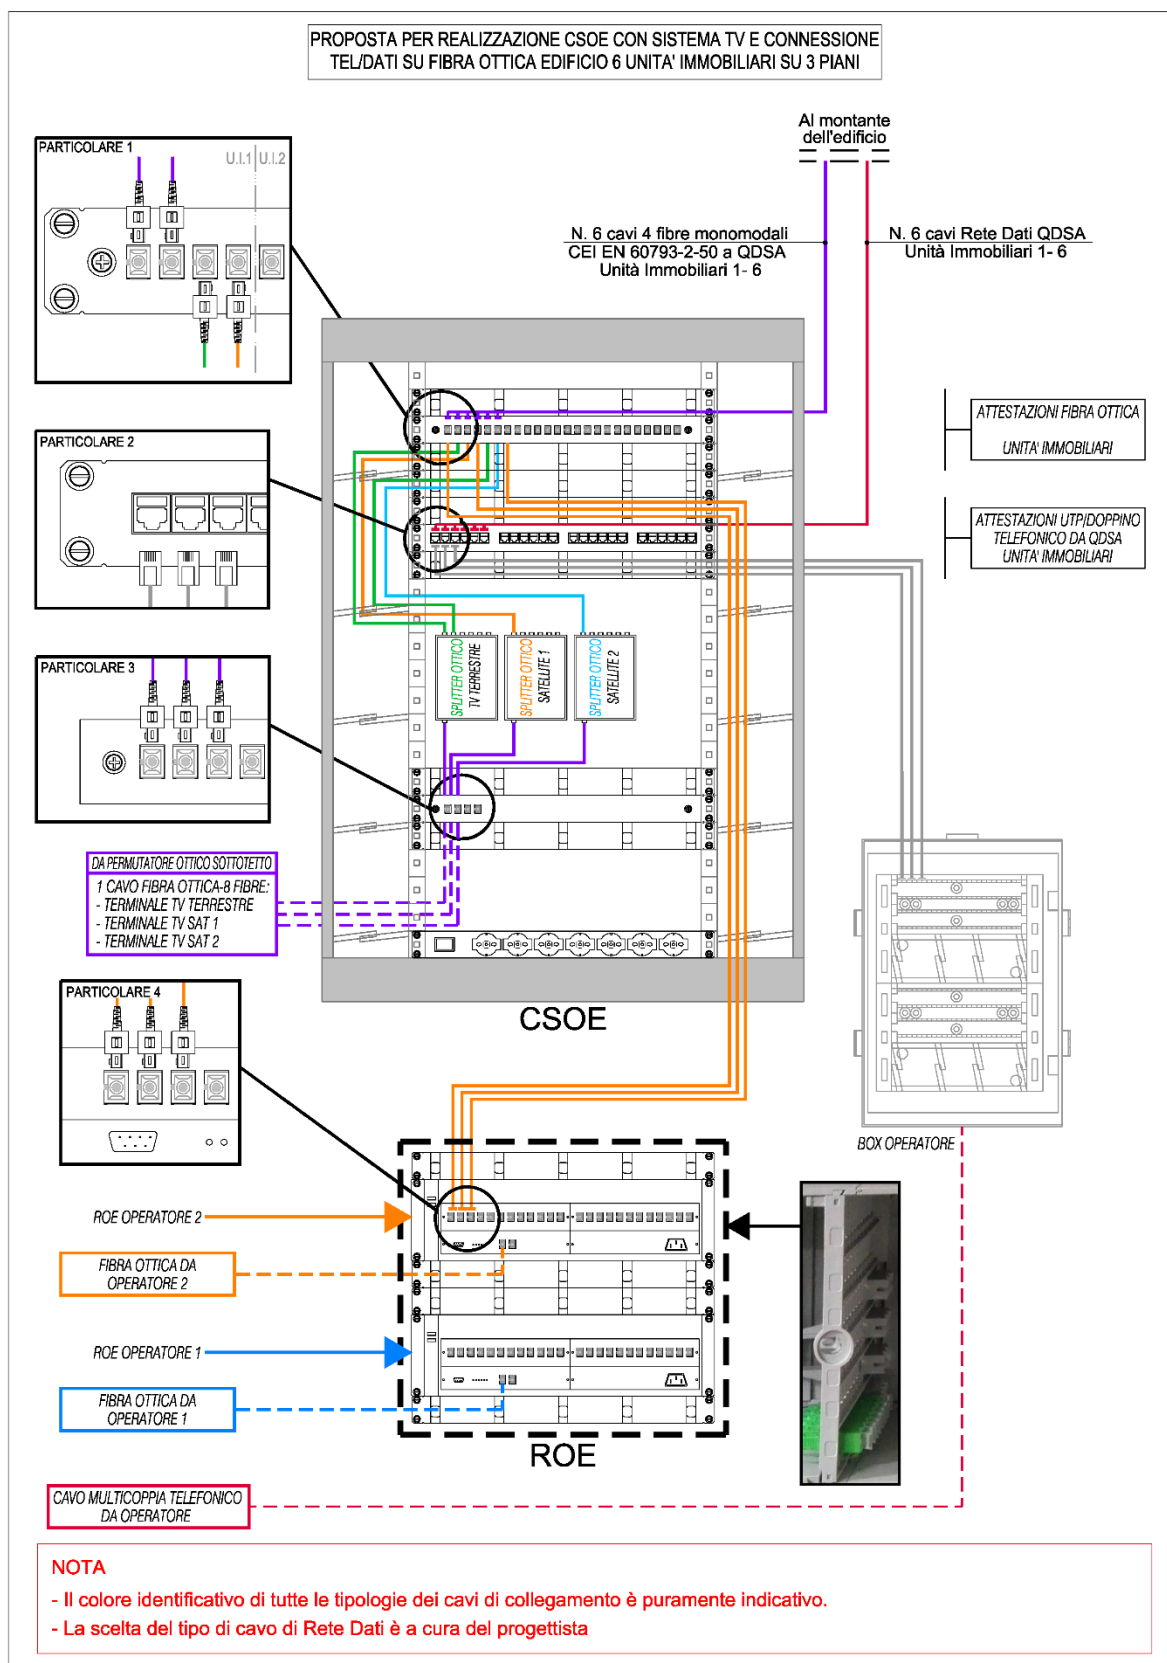 PROPOSTA PER REALIZZAZIONE CSOE CON SISTEMA TV E CONNESSIONE
TEL/DATI SU FIBRA OTTICA EDIFICIO 6 UNITA' IMMOBILIARI SU 3 PIANI
Al montante
dell'edificio
PARTICOLARE 1
U.I.1
U.I.2
N. 6 cavi 4 fibre monomodali
CEI EN 60793-2-50 a QDSA
Unità Immobiliari 1- 6
N. 6 cavi Rete Dati QDSA
Unità Immobiliari 1- 6
ATTESTAZIONI FIBRA OTTICA
UNITA' IMMOBILIARI
PARTICOLARE 2
ATTESTAZIONI UTP/DOPPINO
TELEFONICO DA QDSA
UNITA' IMMOBILIARI
SPLITTER OTTICO
TV TERRESTRE
SPLITTER OTTICO
SATELLITE 1
SPLITTER OTTICO
SATELLITE 2
PARTICOLARE 3
DA PERMUTATORE OTTICO SOTTOTETTO
1 CAVO FIBRA OTTICA-8 FIBRE:
- TERMINALE TV TERRESTRE
- TERMINALE TV SAT 1
- TERMINALE TV SAT 2
PARTICOLARE 4
CSOE
BOX OPERATORE
ROE OPERATORE 2
FIBRA OTTICA DA
OPERATORE 2
ROE OPERATORE 1
FIBRA OTTICA DA
OPERATORE 1
ROE
CAVO MULTICOPPIA TELEFONICO
DA OPERATORE
NOTA
- Il colore identificativo di tutte le tipologie dei cavi di collegamento è puramente indicativo.
- La scelta del tipo di cavo di Rete Dati è a cura del progettista